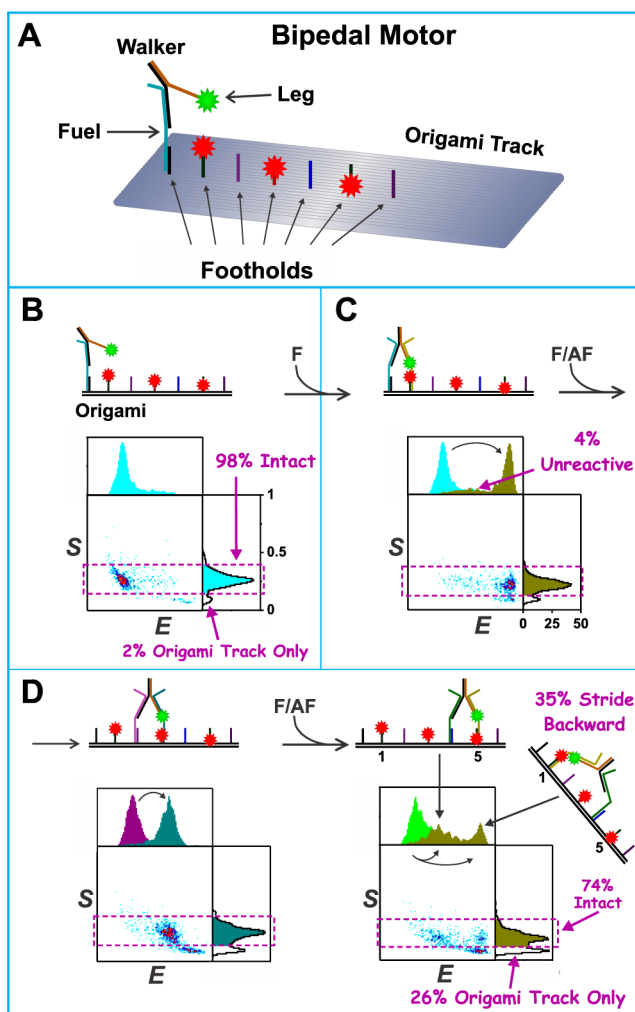 A
Bipedal Motor
Walker
Leg
Fuel
Origami Track
Footholds
B
F
Origami
98% Intact
1
0.5
0
S
E
2% Origami Track Only
C
F/AF
4%
Unreactive
S
E
0 25 50
D
F/AF
1 5
35% Stride
Backward
1
5
S
E
S
E
74%
Intact
26% Origami Track Only